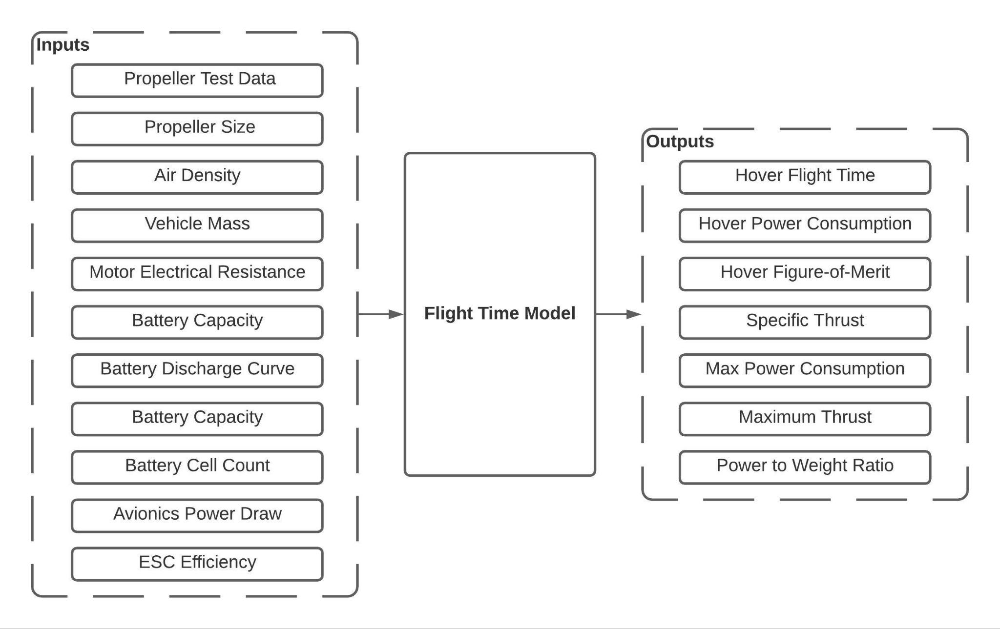 Inputs
Propeller Test Data
Propeller Size
Air Density
Vehicle Mass
Motor Electrical Resistance
Battery Capacity
Battery Discharge Curve
Battery Capacity
Battery Cell Count
Avionics Power Draw
ESC Efficiency
Flight Time Model
Outputs
Hover Flight Time
Hover Power Consumption
Hover Figure-of-Merit
Specific Thrust
Max Power Consumption
Maximum Thrust
Power to Weight Ratio